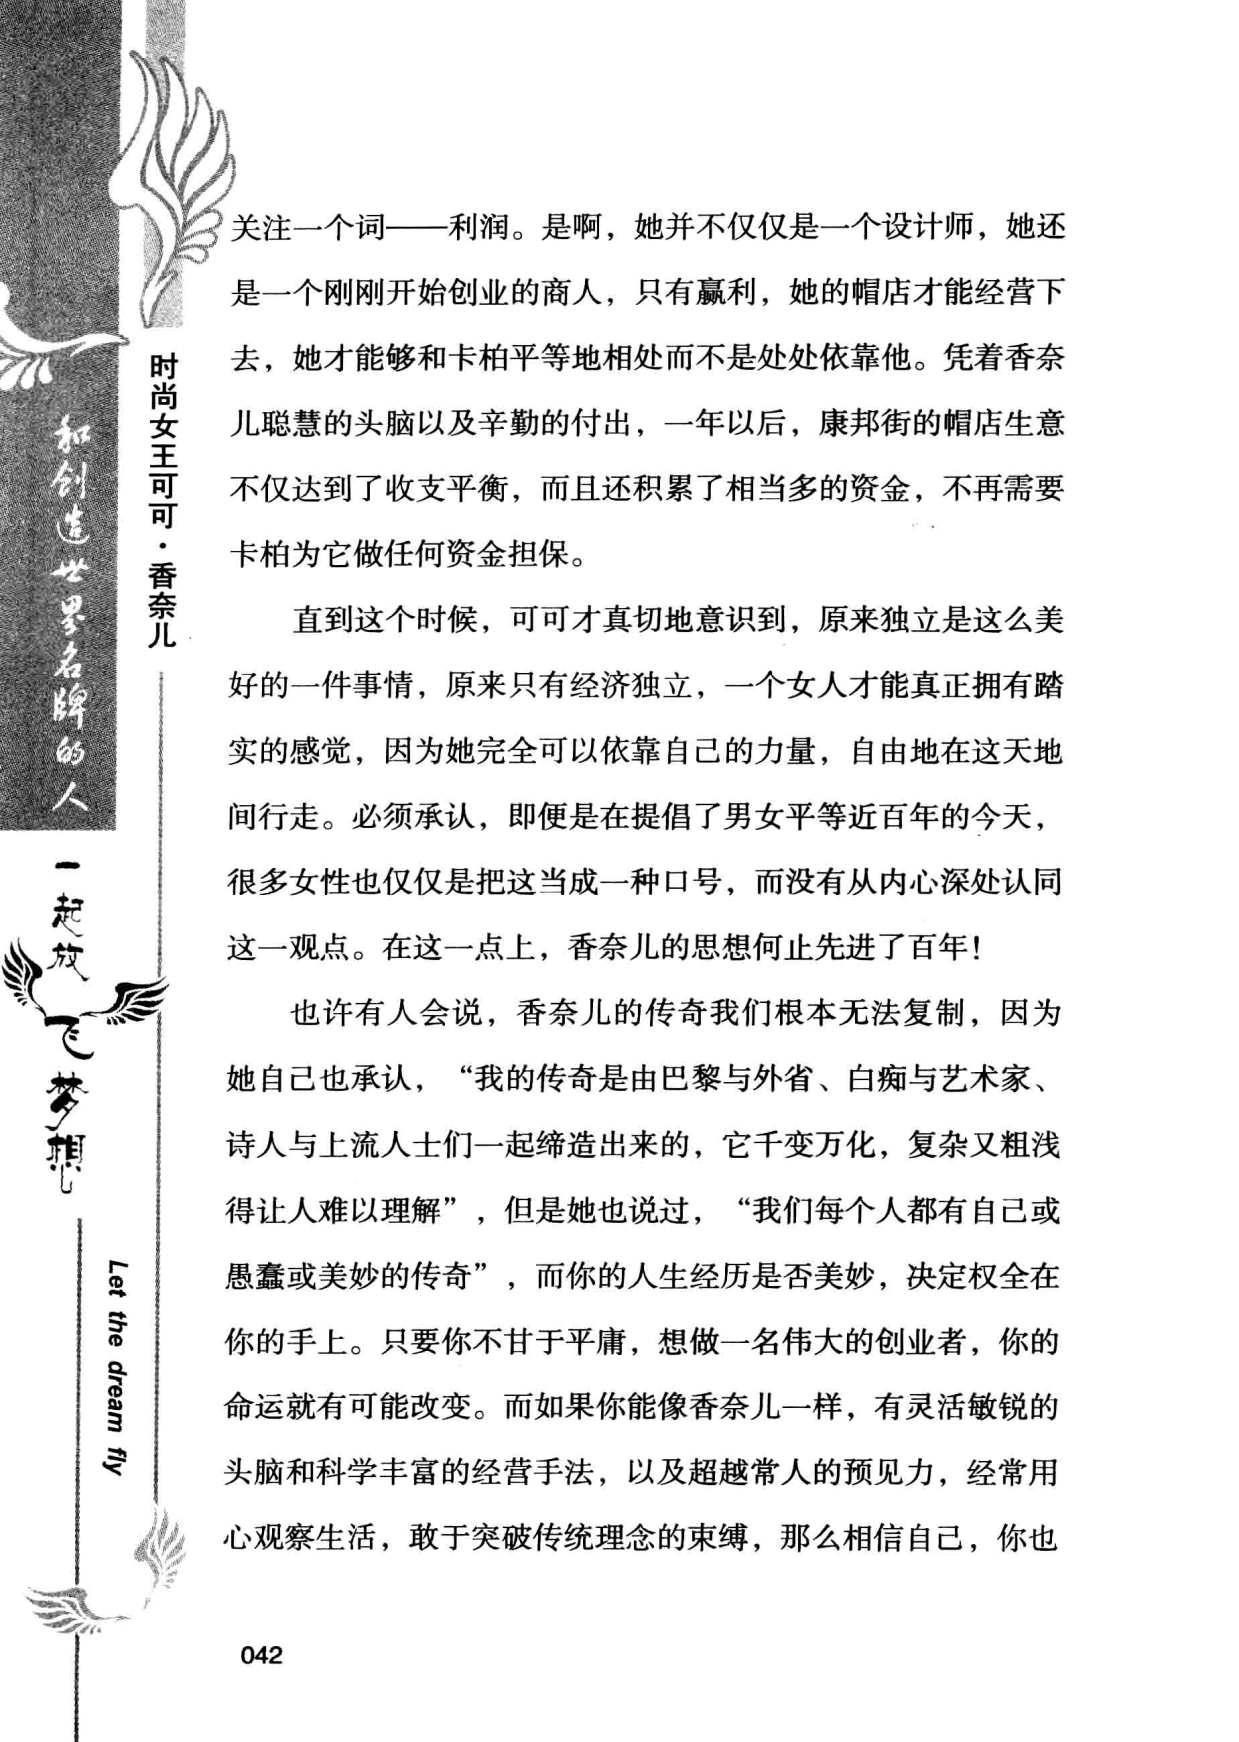 和创造世界名牌的人
一起放飞梦想
Let the dream fly
时尚女王可可·香奈儿
关注一个词——利润。是啊，她并不仅仅是一个设计师，她还
是一个刚刚开始创业的商人，只有赢利，她的帽店才能经营下
去，她才能够和卡柏平等地相处而不是处处依靠他。凭着香奈
儿聪慧的头脑以及辛勤的付出，一年以后，康邦街的帽店生意
不仅达到了收支平衡，而且还积累了相当多的资金，不再需要
卡柏为它做任何资金担保。
直到这个时候，可可才真切地意识到，原来独立是这么美
好的一件事情，原来只有经济独立，一个女人才能真正拥有踏
实的感觉，因为她完全可以依靠自己的力量，自由地在这天地
间行走。必须承认，即便是在提倡了男女平等近百年的今天，
很多女性也仅仅是把这当成一种口号，而没有从内心深处认同
这一观点。在这一点上，香奈儿的思想何止先进了百年！
也许有人会说，香奈儿的传奇我们根本无法复制，因为
她自己也承认，“我的传奇是由巴黎与外省、白痴与艺术家、
诗人与上流人士们一起缔造出来的，它千变万化，复杂又粗浅
得让人难以理解”，但是她也说过，“我们每个人都有自己或
愚蠢或美妙的传奇”，而你的人生经历是否美妙，决定权全在
你的手上。只要你不甘于平庸，想做一名伟大的创业者，你的
命运就有可能改变。而如果你能像香奈儿一样，有灵活敏锐的
头脑和科学丰富的经营手法，以及超越常人的预见力，经常用
心观察生活，敢于突破传统理念的束缚，那么相信自己，你也
042